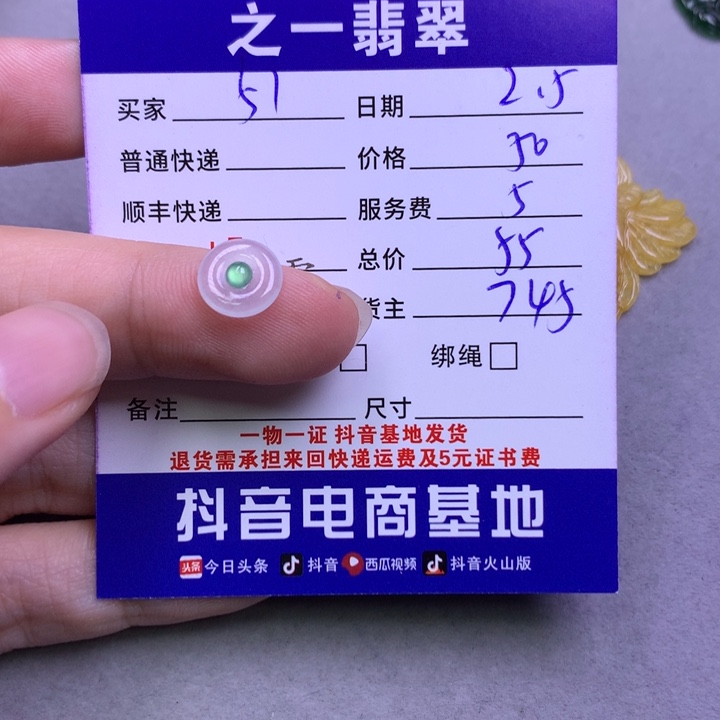 之一翡翠
买家 51 日期 2.5
普通快递 价格 50
顺丰快递 服务费 5
总价 55
货主 745
绑绳
备注 尺寸
一物一证 抖音基地发货
退货需承担来回快递运费及5元证书费
抖音电商基地
头条 今日头条 抖音 西瓜视频 抖音火山版